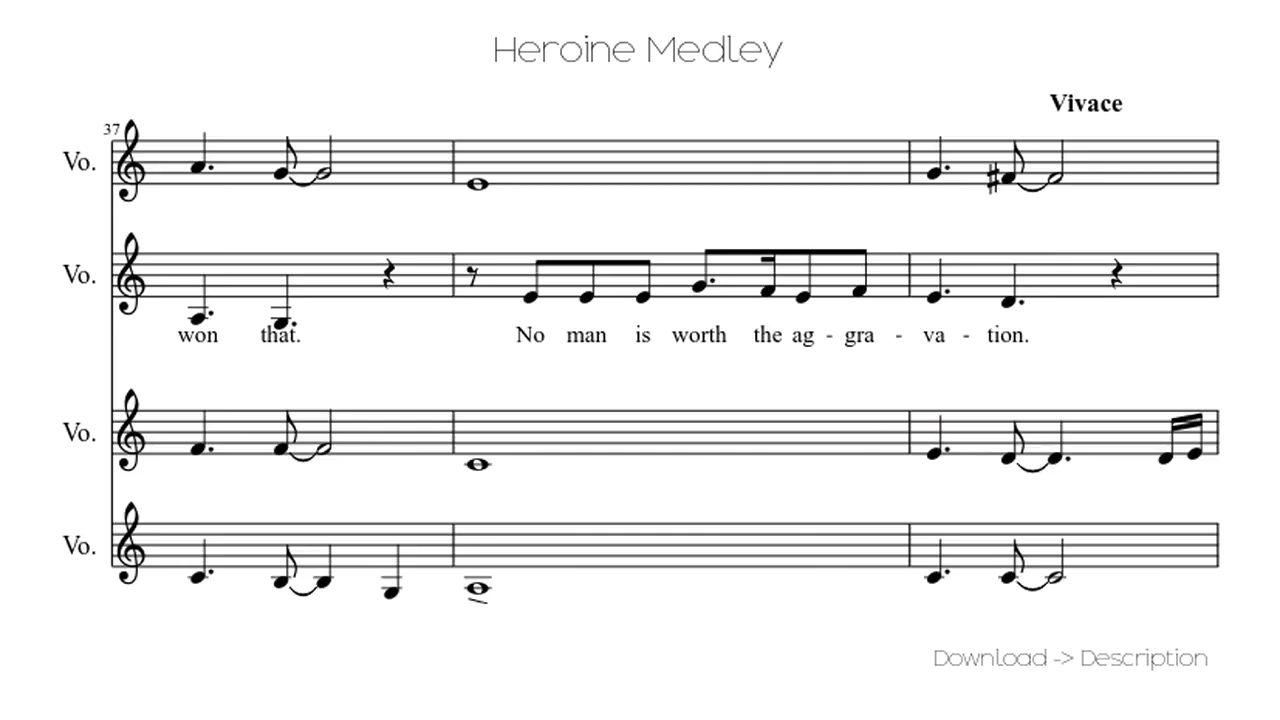 Heroine Medley
Vivace
37
Vo.
Vo.
won that. No man is worth the ag - gra - va - tion.
Vo.
Vo.
Download -> Description